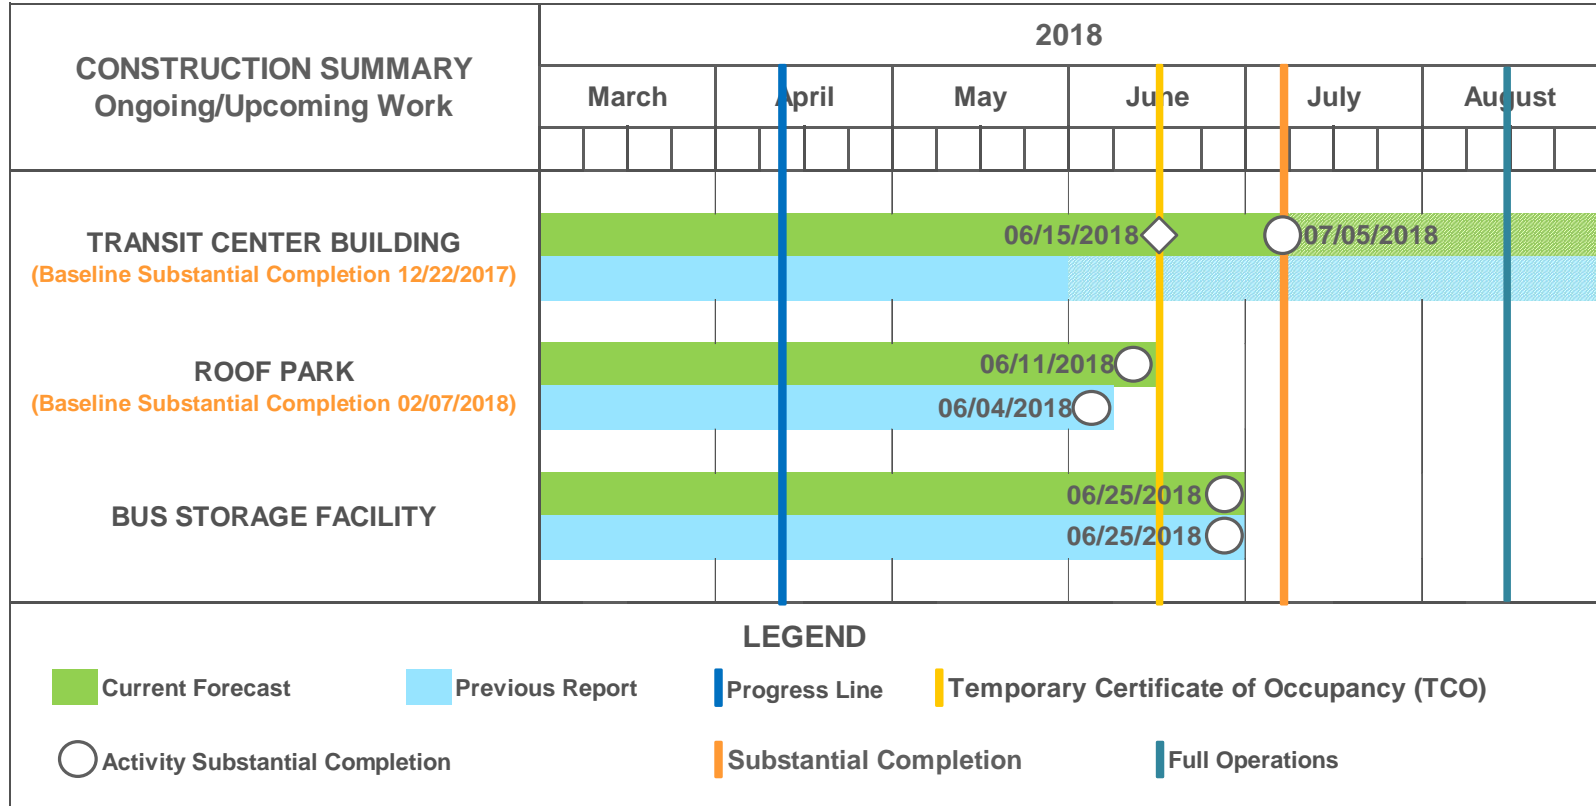 CONSTRUCTION SUMMARY
Ongoing/Upcoming Work
2018
March
April
May
June
July
August
TRANSIT CENTER BUILDING
(Baseline Substantial Completion 12/22/2017)
06/15/2018
07/05/2018
ROOF PARK
(Baseline Substantial Completion 02/07/2018)
06/11/2018
06/04/2018
BUS STORAGE FACILITY
06/25/2018
06/25/2018
LEGEND
Current Forecast
Previous Report
Progress Line
Temporary Certificate of Occupancy (TCO)
Activity Substantial Completion
Substantial Completion
Full Operations